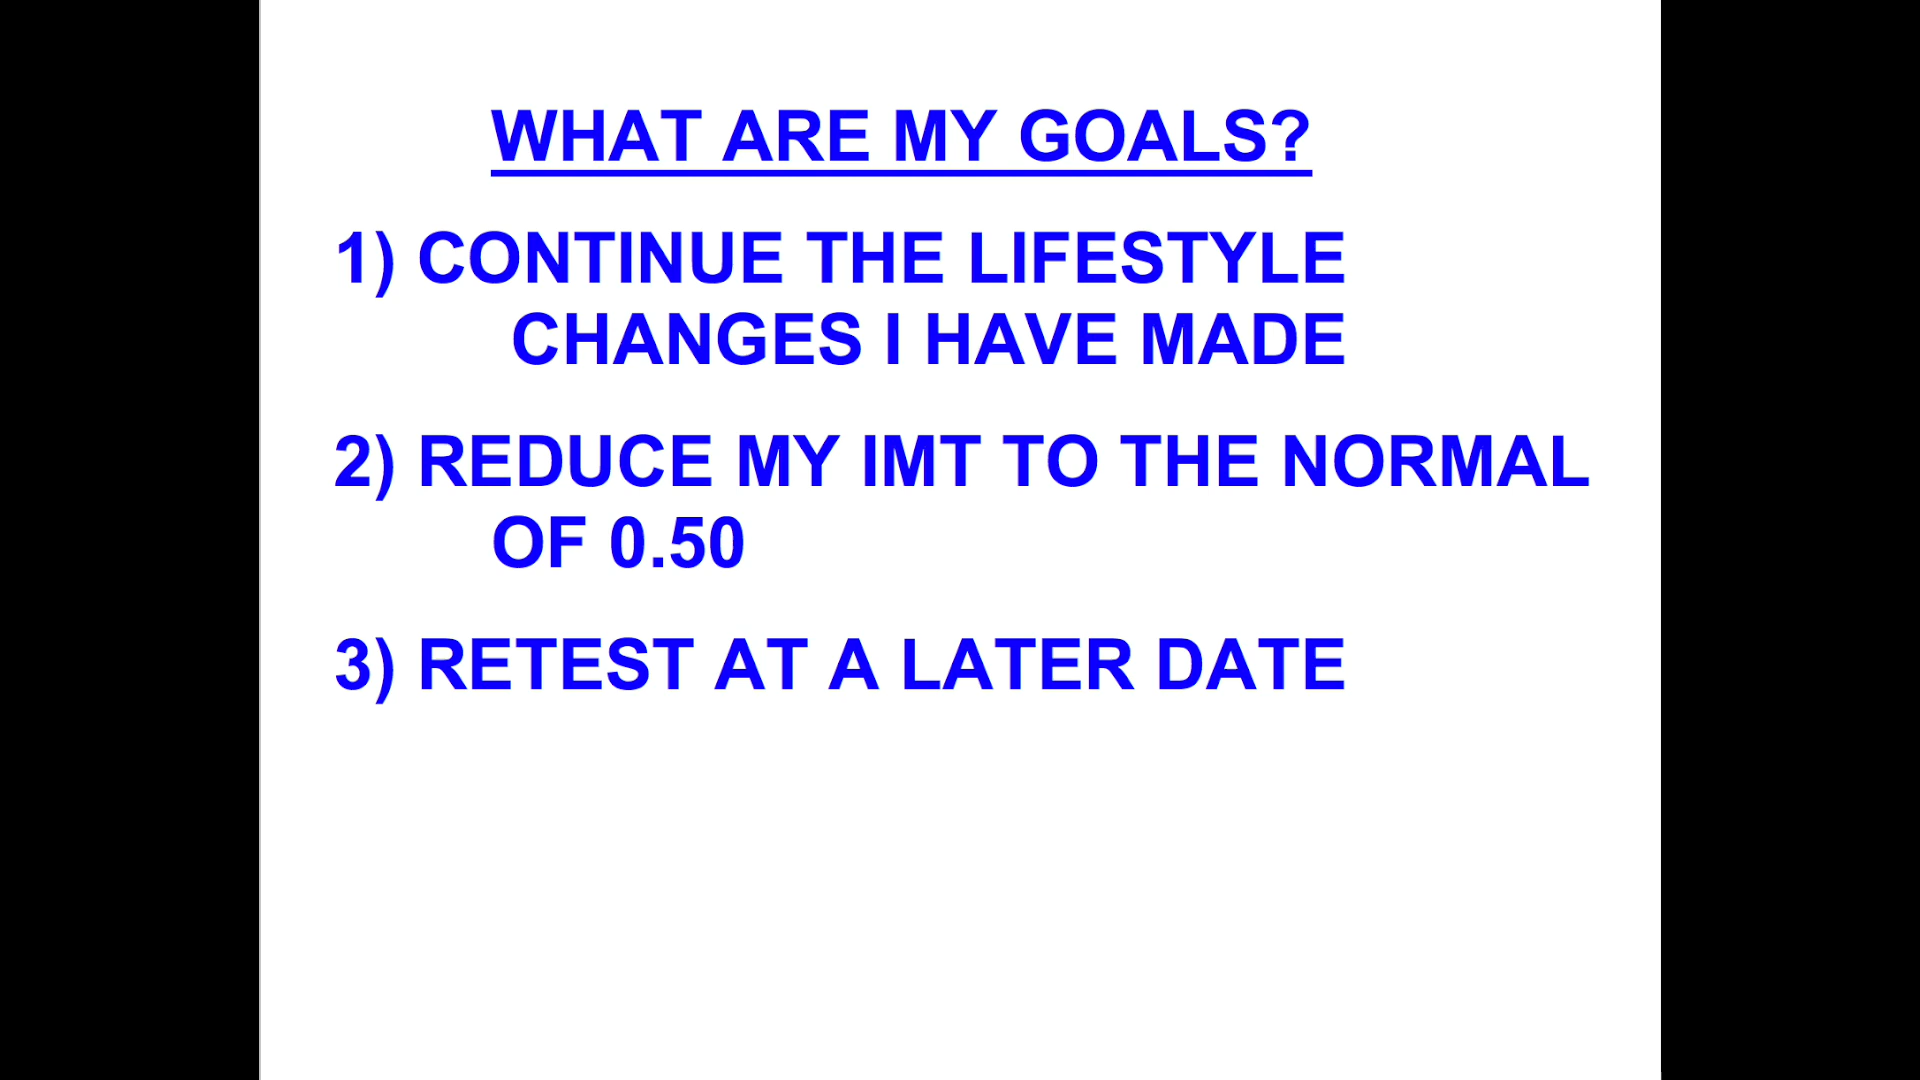 WHAT ARE MY GOALS?
1) CONTINUE THE LIFESTYLE
CHANGES I HAVE MADE
2) REDUCE MY IMT TO THE NORMAL
OF 0.50
3) RETEST AT A LATER DATE